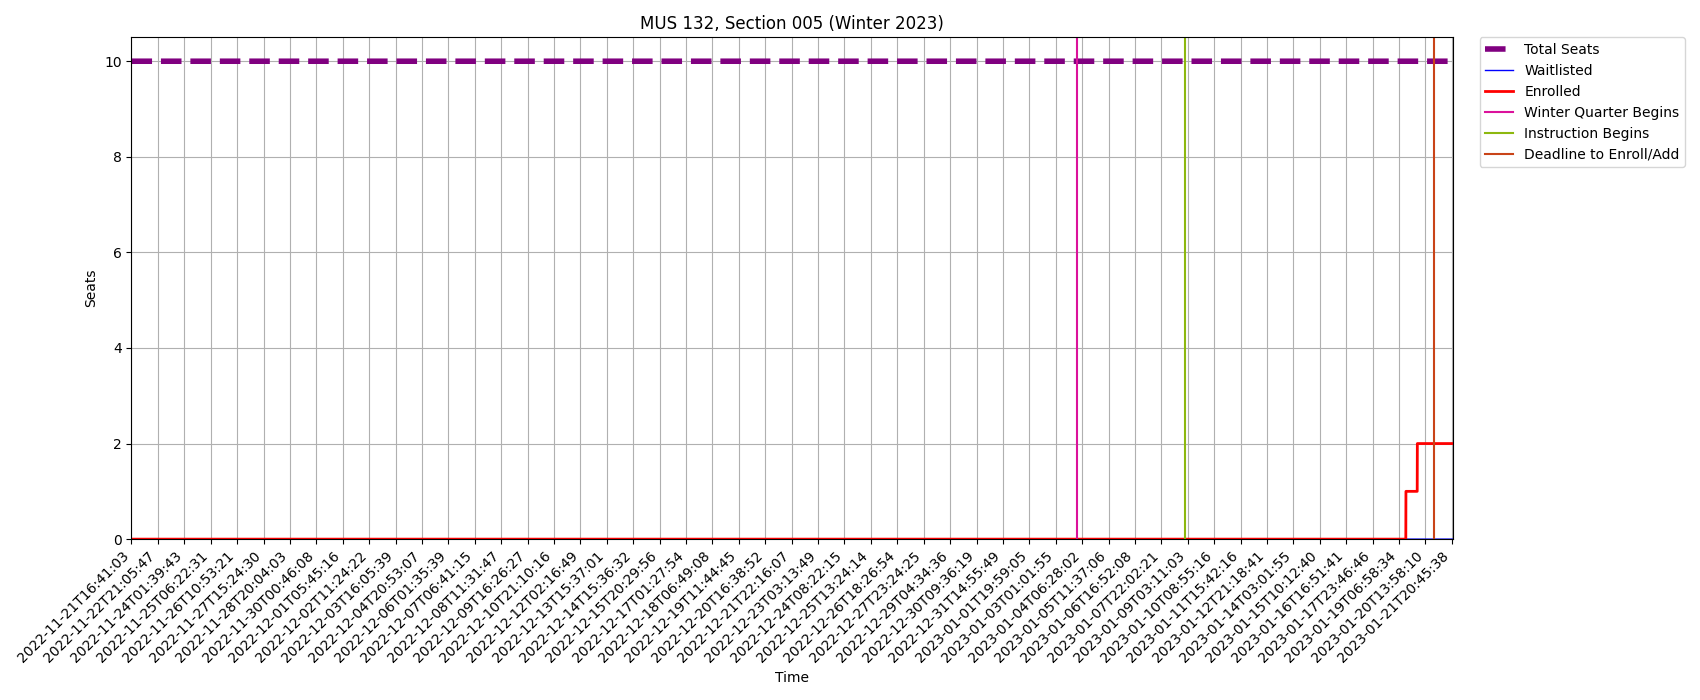 MUS 132, Section 005 (Winter 2023)
Total Seats
Waitlisted
Enrolled
Winter Quarter Begins
Instruction Begins
Deadline to Enroll/Add
Seats
10
8
6
4
2
0
2022-11-21T16:41:03
2022-11-22T21:05:47
2022-11-24T01:39:43
2022-11-25T06:22:31
2022-11-26T10:53:21
2022-11-27T15:24:30
2022-11-28T20:04:03
2022-11-30T00:46:08
2022-12-01T05:45:16
2022-12-02T11:24:22
2022-12-03T16:05:39
2022-12-04T20:53:07
2022-12-06T01:35:39
2022-12-07T06:41:15
2022-12-08T11:31:47
2022-12-09T16:26:27
2022-12-10T21:10:16
2022-12-12T02:16:49
2022-12-13T15:37:01
2022-12-14T15:36:32
2022-12-15T20:29:56
2022-12-17T01:27:54
2022-12-18T06:49:08
2022-12-19T11:44:45
2022-12-20T16:38:52
2022-12-21T22:16:07
2022-12-23T03:13:49
2022-12-24T08:22:15
2022-12-25T13:24:14
2022-12-26T18:26:54
2022-12-27T23:24:25
2022-12-29T04:34:36
2022-12-30T09:36:19
2022-12-31T14:55:49
2023-01-01T19:59:05
2023-01-03T01:01:55
2023-01-04T06:28:02
2023-01-05T11:37:06
2023-01-06T16:52:08
2023-01-07T22:02:21
2023-01-09T03:11:03
2023-01-10T08:55:16
2023-01-11T15:42:16
2023-01-12T21:18:41
2023-01-14T03:01:55
2023-01-15T10:12:40
2023-01-16T16:51:41
2023-01-17T23:46:46
2023-01-19T06:58:34
2023-01-20T13:58:10
2023-01-21T20:45:38
Time